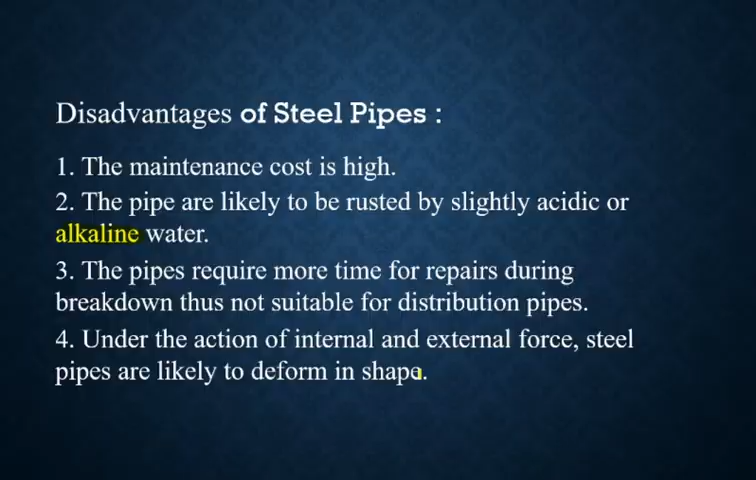 Disadvantages of Steel Pipes :
1. The maintenance cost is high.
2. The pipe are likely to be rusted by slightly acidic or
alkaline water.
3. The pipes require more time for repairs during
breakdown thus not suitable for distribution pipes.
4. Under the action of internal and external force, steel
pipes are likely to deform in shape.